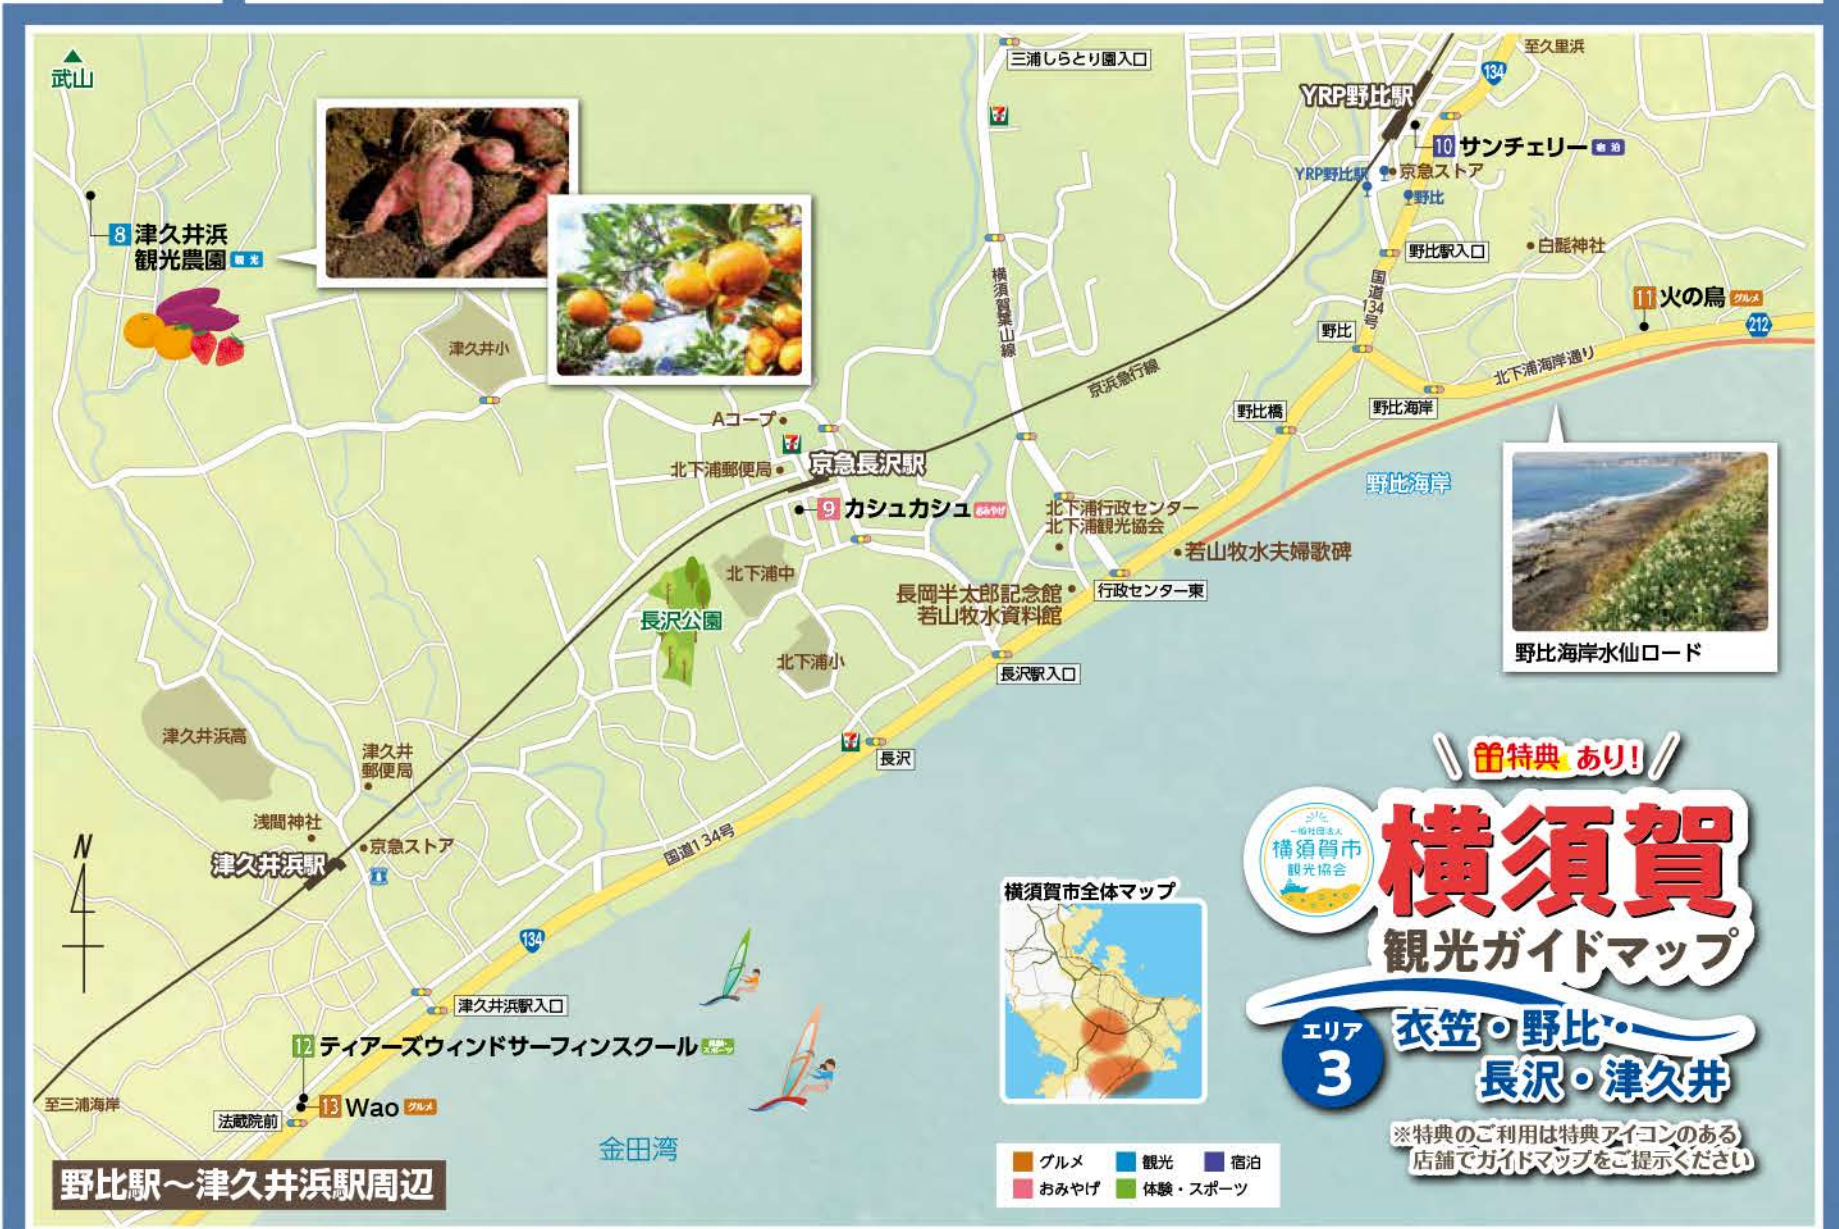 武山
三浦しらとり園入口
至久里浜
134
YRP野比駅
10 サンチェリー 宿泊
YRP野比駅
京急ストア
野比
8 津久井浜
観光農園 観光
野比駅入口
白髭神社
横須賀葉山線
国道134号
11 火の鳥 グルメ
212
野比
津久井小
北下浦海岸通り
京浜急行線
野比橋
野比海岸
Aコープ
北下浦郵便局
京急長沢駅
野比海岸
9 カシュカシュ おみやげ
北下浦行政センター
北下浦観光協会
若山牧水夫婦歌碑
北下浦中
長岡半太郎記念館
若山牧水資料館
行政センター東
長沢公園
北下浦小
長沢駅入口
野比海岸水仙ロード
津久井浜高
津久井
郵便局
長沢
浅間神社
京急ストア
津久井浜駅
国道134号
N
134
津久井浜駅入口
12 ティアーズウィンドサーフィンスクール 体験・スポーツ
至三浦海岸
13 Wao グルメ
法蔵院前
金田湾
野比駅～津久井浜駅周辺
横須賀市全体マップ
グルメ
観光
宿泊
おみやげ
体験・スポーツ
特典 あり!
一般社団法人
横須賀市
観光協会
横須賀
観光ガイドマップ
エリア
3
衣笠・野比・
長沢・津久井
※特典のご利用は特典アイコンのある
店舗でガイドマップをご提示ください